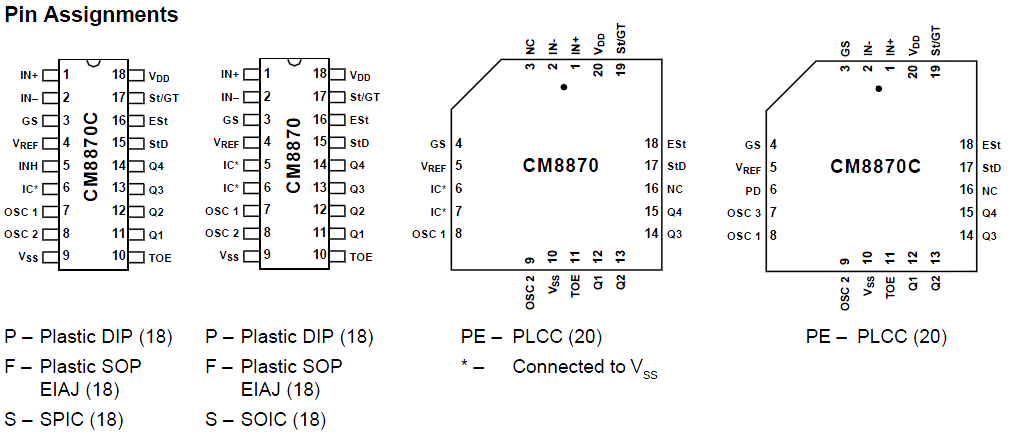 Pin Assignments
IN+ 1 18 VDD
IN– 2 17 St/GT
GS 3 16 ESt
VREF 4 15 StD
INH 5 14 Q4
IC* 6 13 Q3
OSC 1 7 12 Q2
OSC 2 8 11 Q1
VSS 9 10 TOE
CM8870C
IN+ 1 18 VDD
IN– 2 17 St/GT
GS 3 16 ESt
VREF 4 15 StD
IC* 5 14 Q4
IC* 6 13 Q3
OSC 1 7 12 Q2
OSC 2 8 11 Q1
VSS 9 10 TOE
CM8870
NC IN- IN+ VDD St/GT
3 2 1 20 19
GS 4 18 ESt
VREF 5 CM8870 17 StD
IC* 6 16 NC
IC* 7 15 Q4
OSC 1 8 14 Q3
9 10 11 12 13
OSC 2 VSS TOE Q1 Q2
GS IN- IN+ VDD St/GT
3 2 1 20 19
GS 4 18 ESt
VREF 5 CM8870C 17 StD
PD 6 16 NC
OSC 3 7 15 Q4
OSC 1 8 14 Q3
9 10 11 12 13
OSC 2 VSS TOE Q1 Q2
P – Plastic DIP (18)
F – Plastic SOP
EIAJ (18)
S – SPIC (18)
P – Plastic DIP (18)
F – Plastic SOP
EIAJ (18)
S – SOIC (18)
PE – PLCC (20)
* – Connected to VSS
PE – PLCC (20)